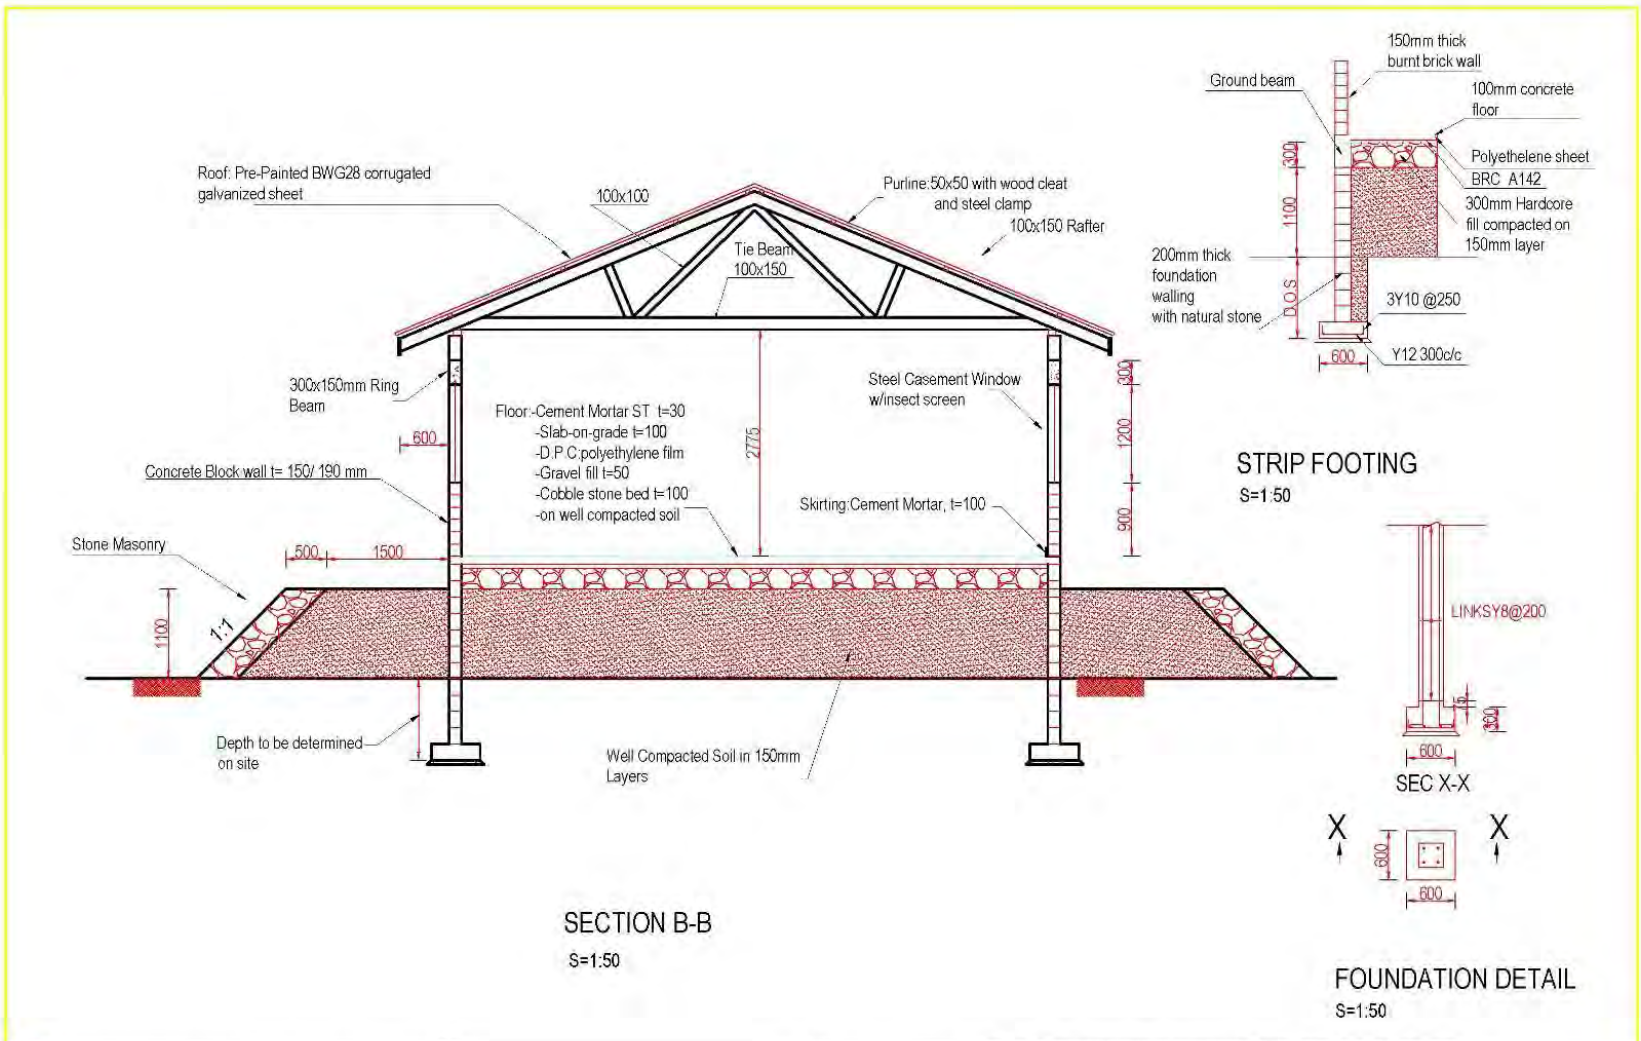 Roof: Pre-Painted BWG28 corrugated
galvanized sheet
100x100
Tie Beam
100x150
Purline:50x50 with wood cleat
and steel clamp
100x150 Rafter
300x150mm Ring
Beam
600
Concrete Block wall t= 150/ 190 mm
Floor:-Cement Mortar ST t=30
-Slab-on-grade t=100
-D.P.C:polyethylene film
-Gravel fill t=50
-Cobble stone bed t=100
-on well compacted soil
2775
Steel Casement Window
w/insect screen
Skirting:Cement Mortar, t=100
300
1200
900
Stone Masonry
500
1500
1100
1:1
Depth to be determined
on site
Well Compacted Soil in 150mm
Layers
SECTION B-B
S=1:50
150mm thick
burnt brick wall
Ground beam
100mm concrete
floor
Polyethelene sheet
BRC A142
300mm Hardcore
fill compacted on
150mm layer
300
1100
D.O.S
200mm thick
foundation
walling
with natural stone
3Y10 @250
Y12 300c/c
600
STRIP FOOTING
S=1:50
LINKSY8@200
75
300
600
SEC X-X
X
X
600
600
FOUNDATION DETAIL
S=1:50